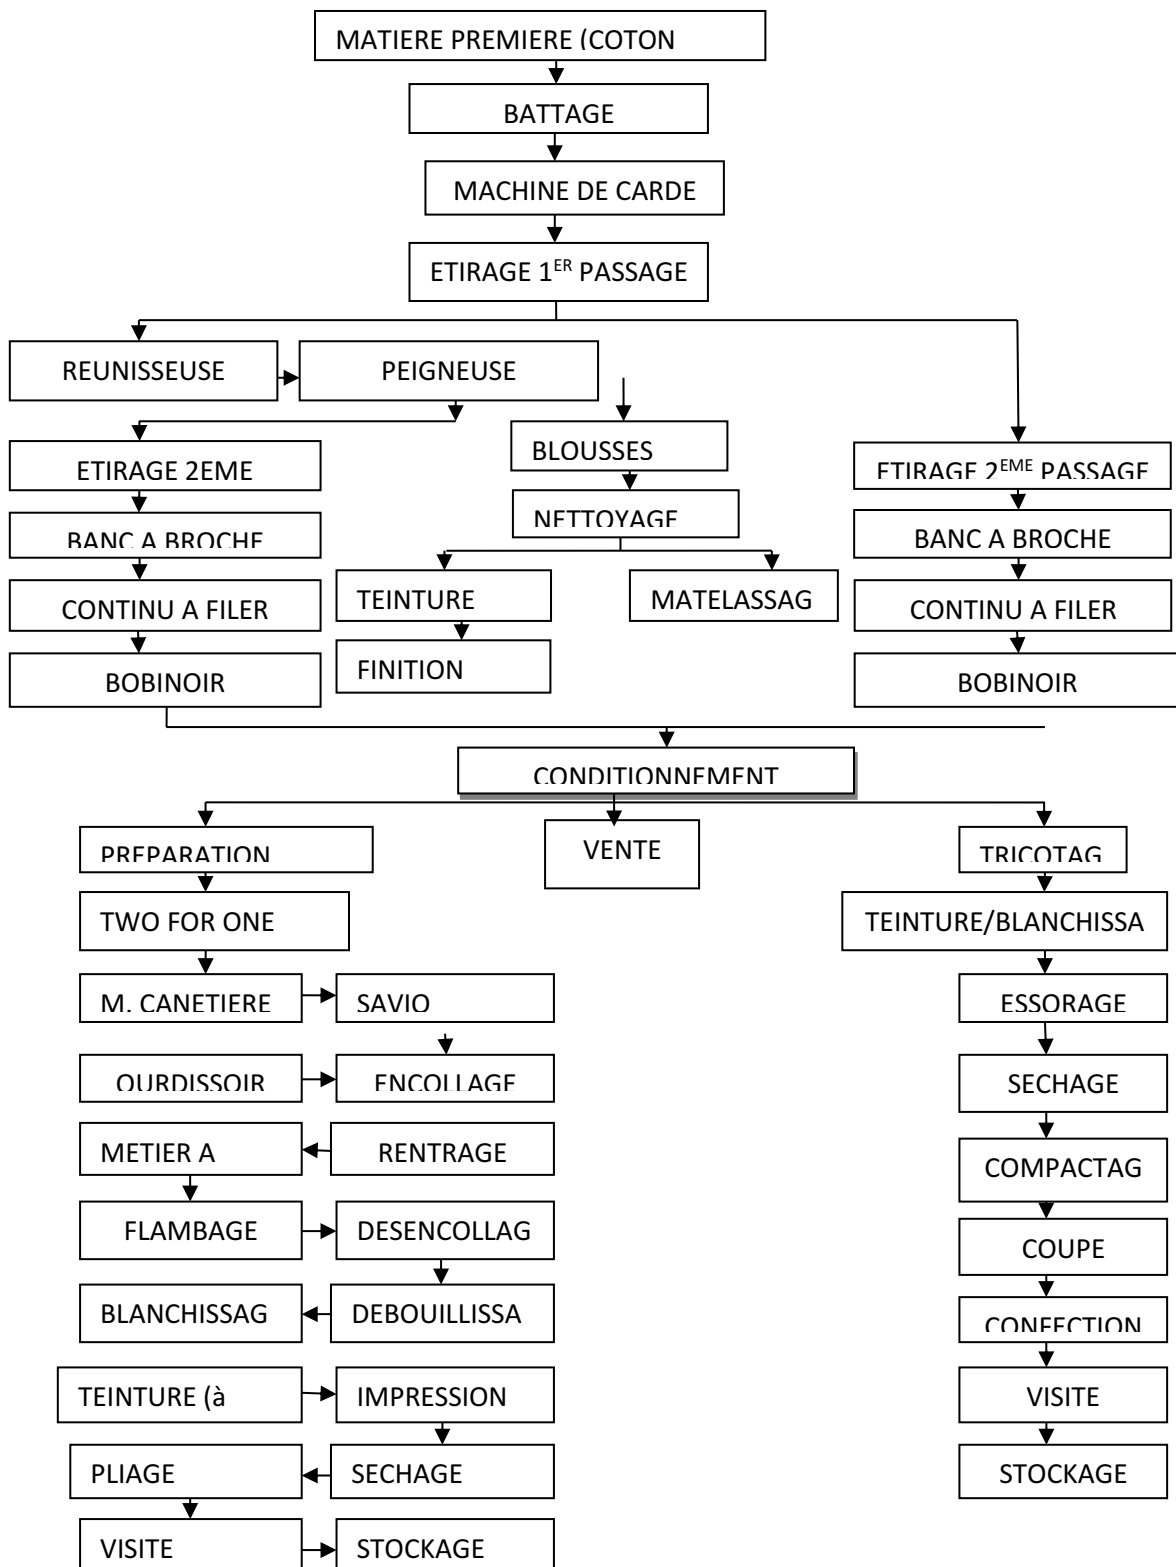 MATIERE PREMIERE (COTON
BATTAGE
MACHINE DE CARDE
ETIRAGE 1ER PASSAGE
REUNISSEUSE
PEIGNEUSE
ETIRAGE 2EME
BLOUSSES
ETIRAGE 2EME PASSAGE
BANC A BROCHE
NETTOYAGE
BANC A BROCHE
CONTINU A FILER
TEINTURE
MATELASSAG
CONTINU A FILER
BOBINOIR
FINITION
BOBINOIR
CONDITIONNEMENT
PREPARATION
VENTE
TRICOTAG
TWO FOR ONE
TEINTURE/BLANCHISSA
M. CANETIERE
SAVIO
ESSORAGE
OURDISSOIR
ENCOLLAGE
SECHAGE
METIER A
RENTRAGE
COMPACTAG
FLAMBAGE
DESENCOLLAG
COUPE
BLANCHISSAG
DEBOUILLISSA
CONFECTION
TEINTURE (à
IMPRESSION
VISITE
PLIAGE
SECHAGE
STOCKAGE
VISITE
STOCKAGE